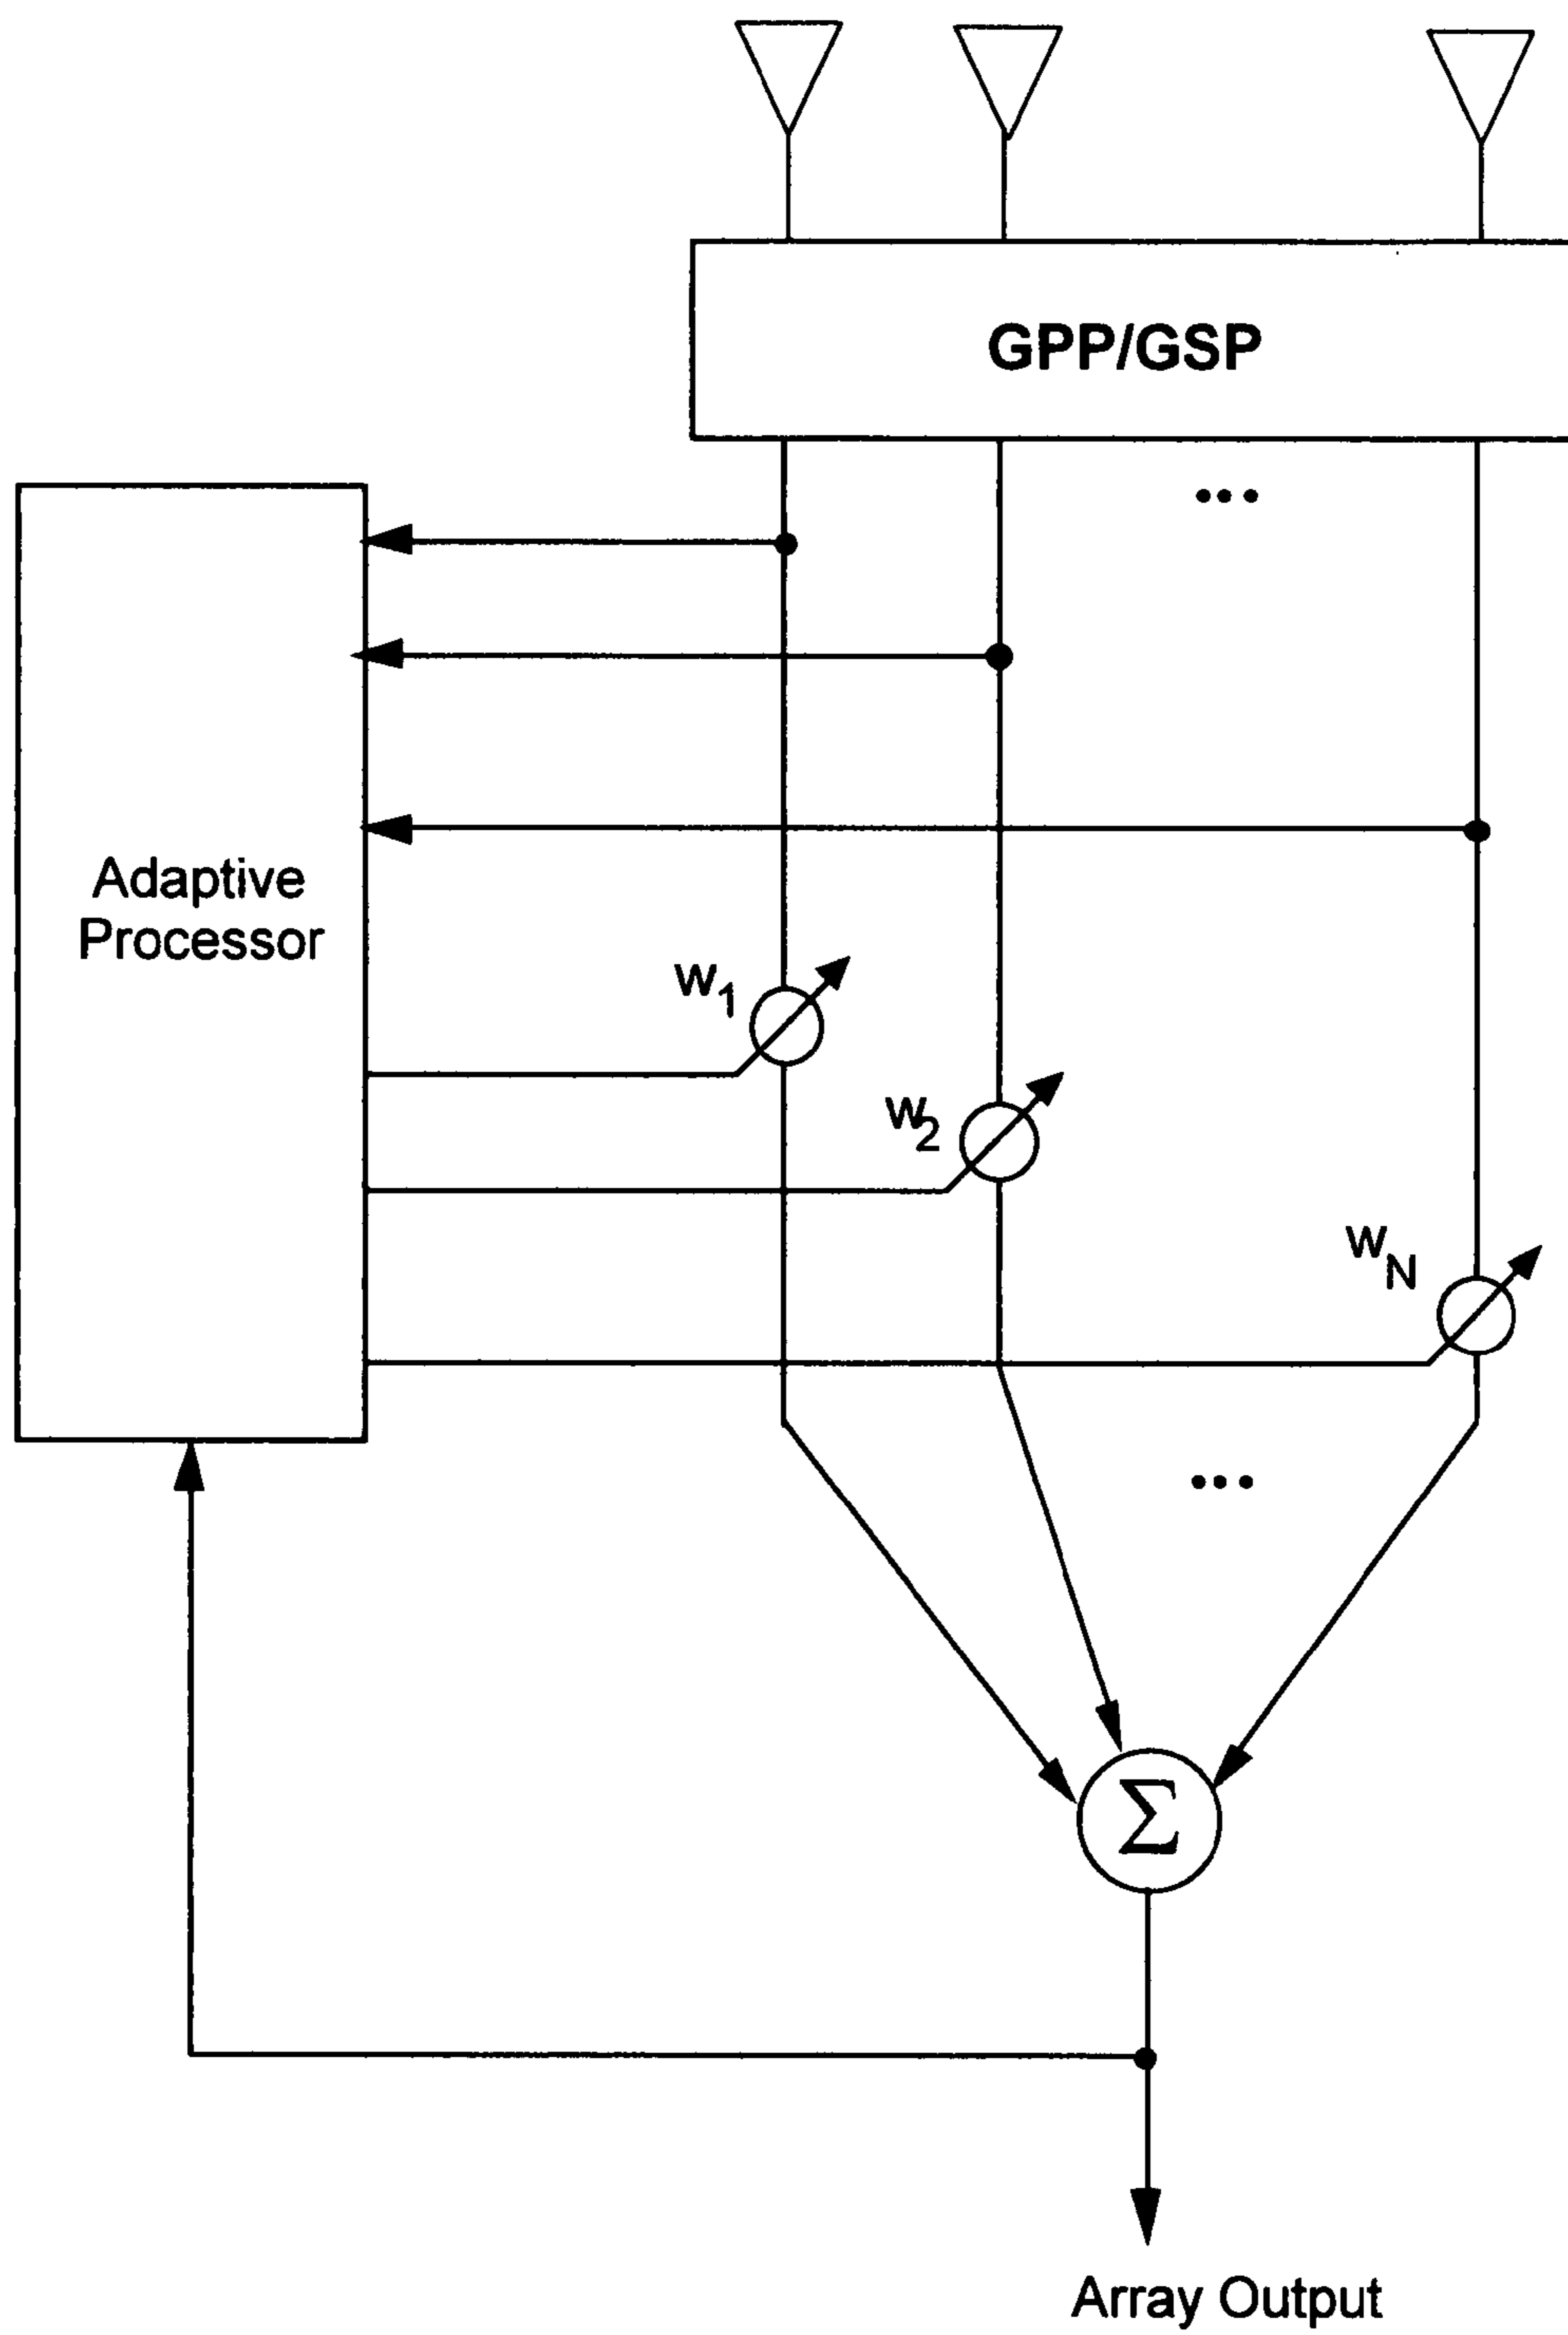 GPP/GSP
...
Adaptive
Processor
w1
w2
wN
...
Σ
Array Output